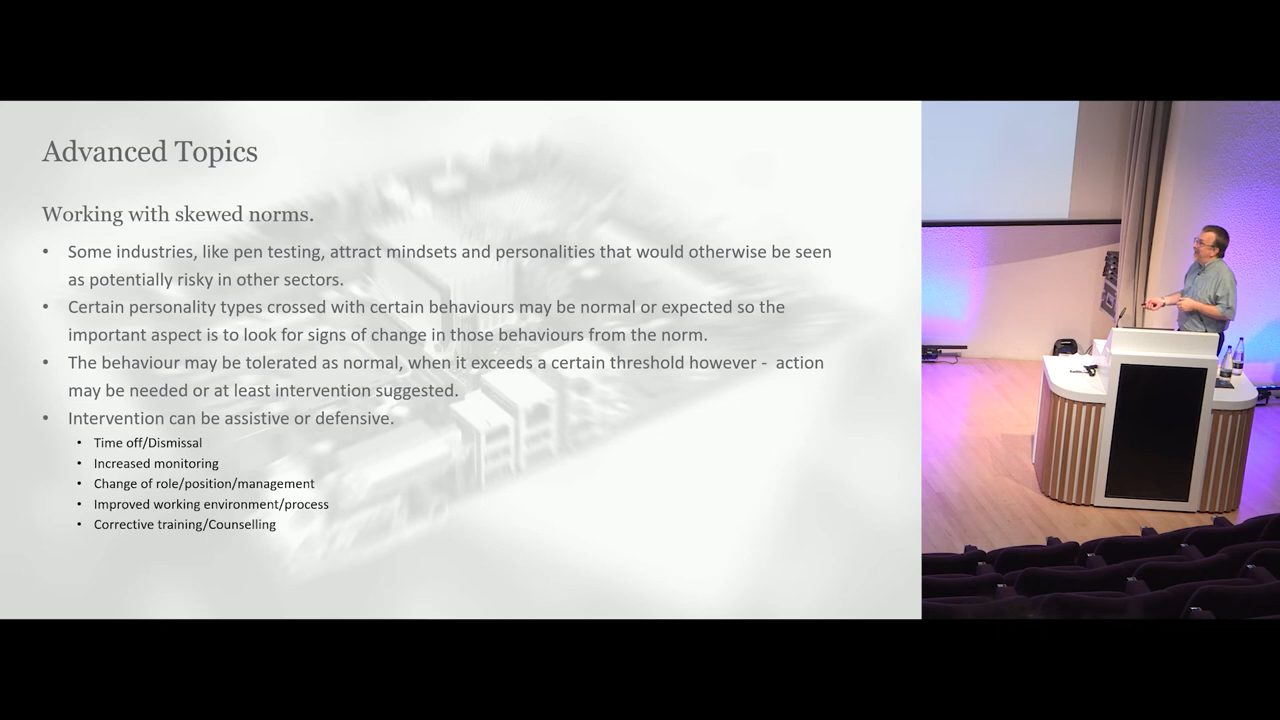 Advanced Topics
Working with skewed norms.
• Some industries, like pen testing, attract mindsets and personalities that would otherwise be seen
as potentially risky in other sectors.
• Certain personality types crossed with certain behaviours may be normal or expected so the
important aspect is to look for signs of change in those behaviours from the norm.
• The behaviour may be tolerated as normal, when it exceeds a certain threshold however -  action
may be needed or at least intervention suggested.
• Intervention can be assistive or defensive.
• Time off/Dismissal
• Increased monitoring
• Change of role/position/management
• Improved working environment/process
• Corrective training/Counselling